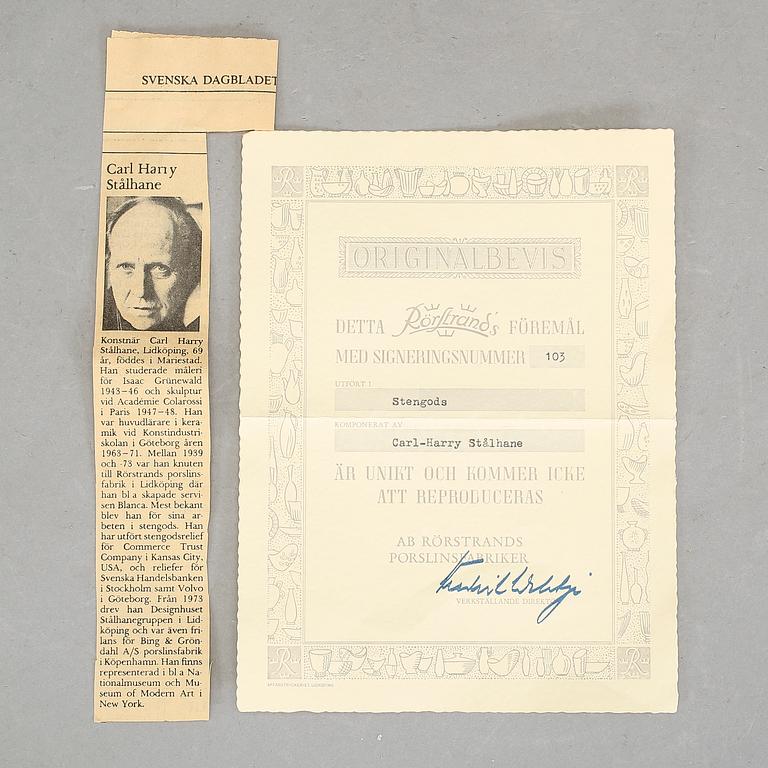 SVENSKA DAGBLADET
Carl Harry
Stålhane
Konstnär Carl Harry
Stålhane, Lidköping, 69
år, föddes i Mariestad.
Han studerade måleri
för Isaac Grünewald
1943–46 och skulptur
vid Académie Colarossi
i Paris 1947–48. Han
var huvudlärare i kera-
mik vid Konstindustri-
skolan i Göteborg åren
1963–71. Mellan 1939
och -73 var han knuten
till Rörstrands porslins-
fabrik i Lidköping där
han bl a skapade servi-
sen Blanca. Mest bekant
blev han för sina ar-
beten i stengods. Han
har utfört stengodsrelief
för Commerce Trust
Company i Kansas City,
USA, och reliefer för
Svenska Handelsbanken
i Stockholm samt Volvo
i Göteborg. Från 1973
drev han Designhuset
Stålhanegruppen i Lid-
köping och var även fri-
lans för Bing & Grön-
dahl A/S porslinsfabrik
i Köpenhamn. Han finns
representerad i bl a Na-
tionalmuseum och Mu-
seum of Modern Art i
New York.
R R
ORIGINALBEVIS
DETTA Rörstrand's FÖREMÅL
MED SIGNERINGSNUMMER 103
UTFÖRT I
Stengods
KOMPONERAT AV
Carl-Harry Stålhane
ÄR UNIKT OCH KOMMER ICKE
ATT REPRODUCERAS
AB RÖRSTRANDS
PORSLINSFABRIKER
VERKSTÄLLANDE DIREKTÖR
R R